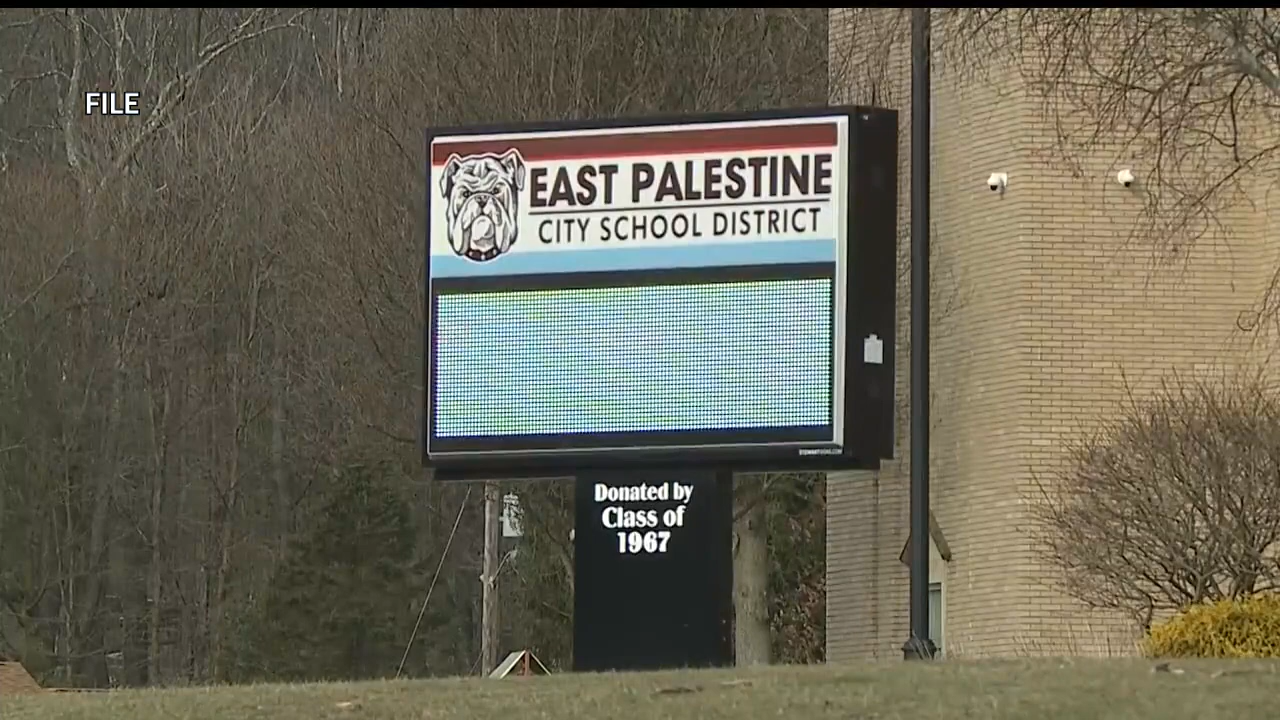 FILE
EAST PALESTINE
CITY SCHOOL DISTRICT
Donated by
Class of
1967